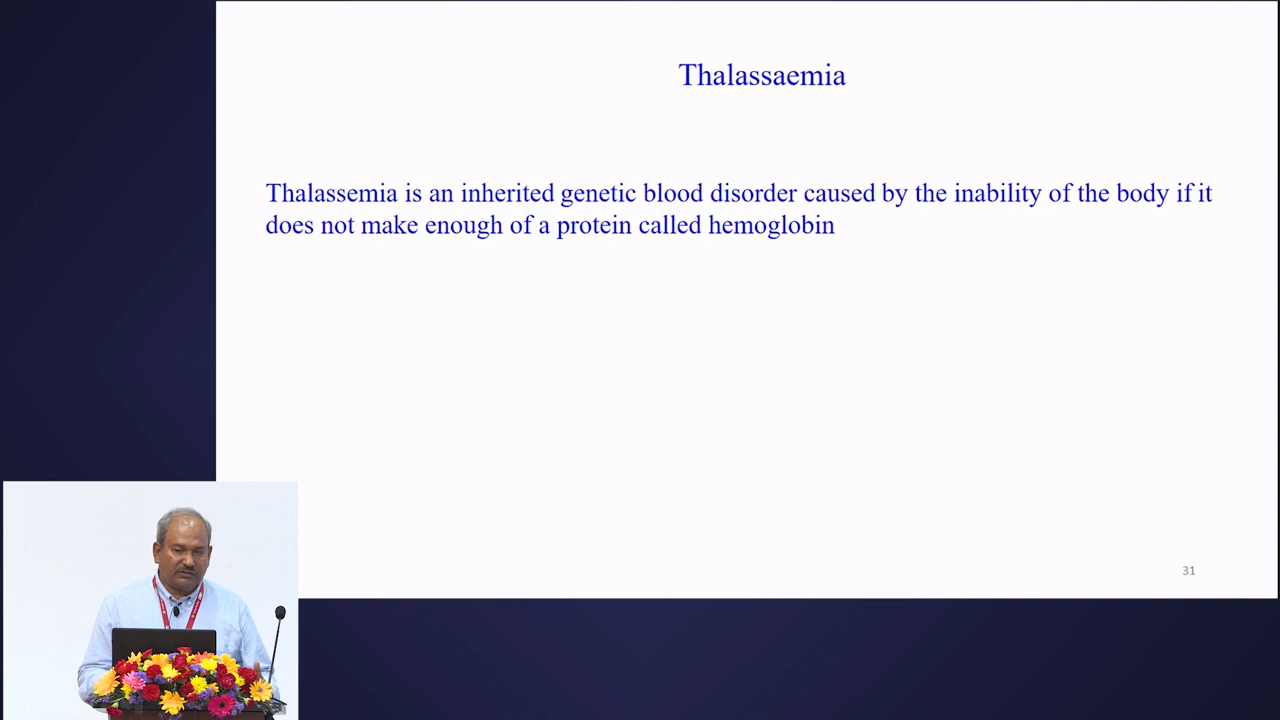 Thalassaemia
Thalassemia is an inherited genetic blood disorder caused by the inability of the body if it
does not make enough of a protein called hemoglobin
31